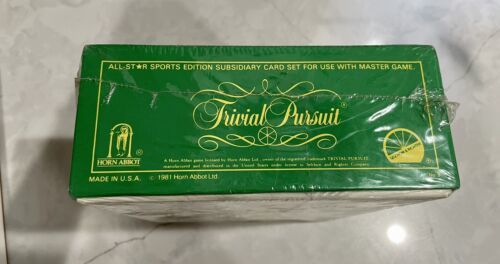 ALL-ST★R SPORTS EDITION SUBSIDIARY CARD SET FOR USE WITH MASTER GAME.
Trivial Pursuit®
HORN ABBOT ©
A Horn Abbot game licensed by Horn Abbot Ltd., owner of the registered trademark TRIVIAL PURSUIT,
manufactured and distributed in the United States under license to Selchow and Righter Company.
MADE IN U.S.A. © 1981 Horn Abbot Ltd